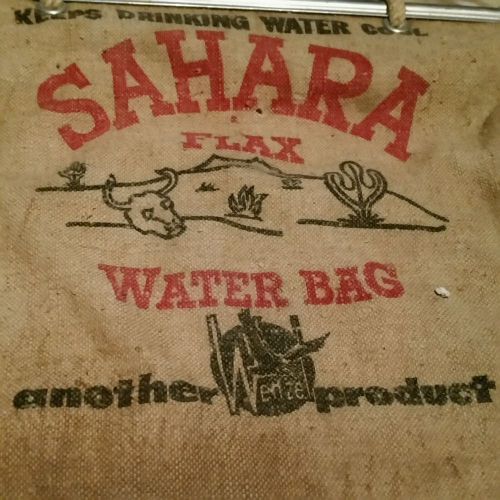 KEEPS DRINKING WATER COOL
SAHARA
FLAX
WATER BAG
another Wenzel product